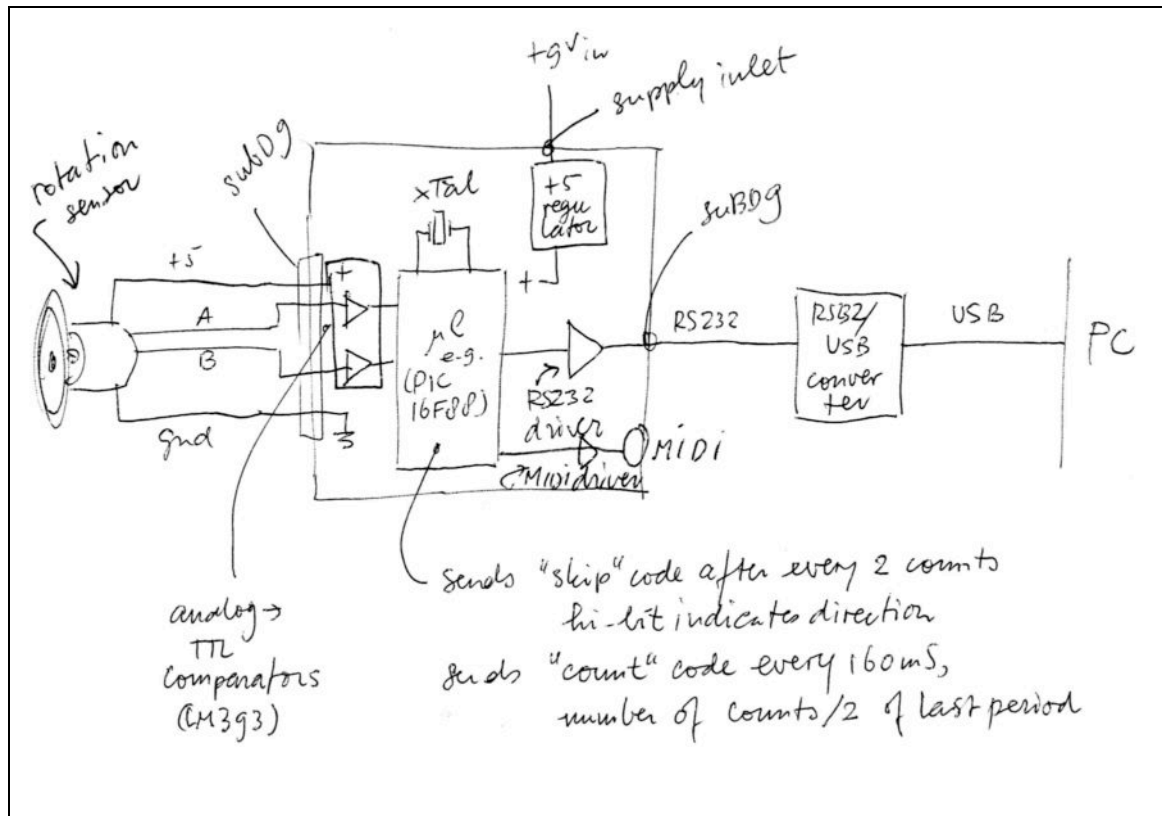 +9V in
supply inlet
rotation
sensor
subD9
xTal
+5
regu
lator
suBD9
+5
+
+
A
B
RS232
RS32/
USB
conver
ter
USB
PC
µC
e.g.
(PIC
16F88)
RS232
driver
gnd
MiDi
Midi driver
analog→
TTL
comparators
(LM393)
sends "skip" code after every 2 counts
hi-bit indicates direction
sends "count" code every 160mS,
number of counts/2 of last period